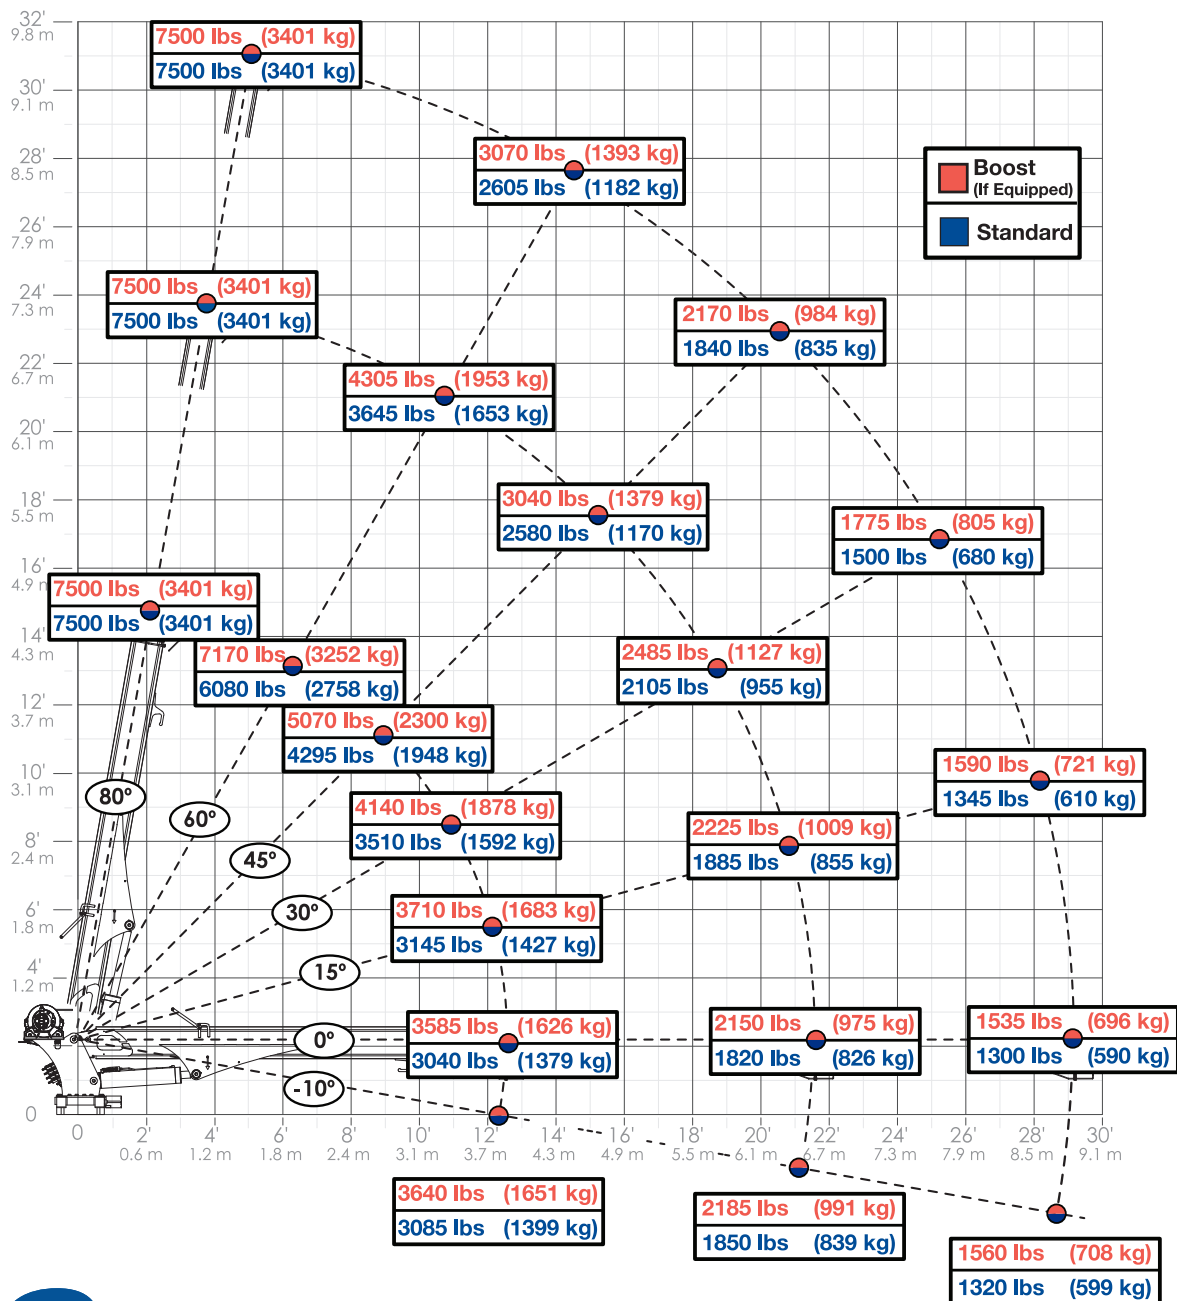 32'
9.8 m
7500 lbs (3401 kg)
7500 lbs (3401 kg)
30'
9.1 m
28'
8.5 m
3070 lbs (1393 kg)
2605 lbs (1182 kg)
Boost
(If Equipped)
Standard
26'
7.9 m
24'
7.3 m
7500 lbs (3401 kg)
7500 lbs (3401 kg)
2170 lbs (984 kg)
1840 lbs (835 kg)
22'
6.7 m
4305 lbs (1953 kg)
3645 lbs (1653 kg)
20'
6.1 m
18'
5.5 m
3040 lbs (1379 kg)
2580 lbs (1170 kg)
1775 lbs (805 kg)
1500 lbs (680 kg)
16'
4.9 m
7500 lbs (3401 kg)
7500 lbs (3401 kg)
14'
4.3 m
7170 lbs (3252 kg)
6080 lbs (2758 kg)
2485 lbs (1127 kg)
2105 lbs (955 kg)
12'
3.7 m
5070 lbs (2300 kg)
4295 lbs (1948 kg)
10'
3.1 m
1590 lbs (721 kg)
1345 lbs (610 kg)
80º
60º
4140 lbs (1878 kg)
3510 lbs (1592 kg)
8'
2.4 m
2225 lbs (1009 kg)
1885 lbs (855 kg)
45º
6'
1.8 m
30º
3710 lbs (1683 kg)
3145 lbs (1427 kg)
4'
1.2 m
15º
3585 lbs (1626 kg)
3040 lbs (1379 kg)
2150 lbs (975 kg)
1820 lbs (826 kg)
1535 lbs (696 kg)
1300 lbs (590 kg)
0º
-10º
0
0 2' 4' 6' 8' 10' 12' 14' 16' 18' 20' 22' 24' 26' 28' 30'
0.6 m 1.2 m 1.8 m 2.4 m 3.1 m 3.7 m 4.3 m 4.9 m 5.5 m 6.1 m 6.7 m 7.3 m 7.9 m 8.5 m 9.1 m
3640 lbs (1651 kg)
3085 lbs (1399 kg)
2185 lbs (991 kg)
1850 lbs (839 kg)
1560 lbs (708 kg)
1320 lbs (599 kg)